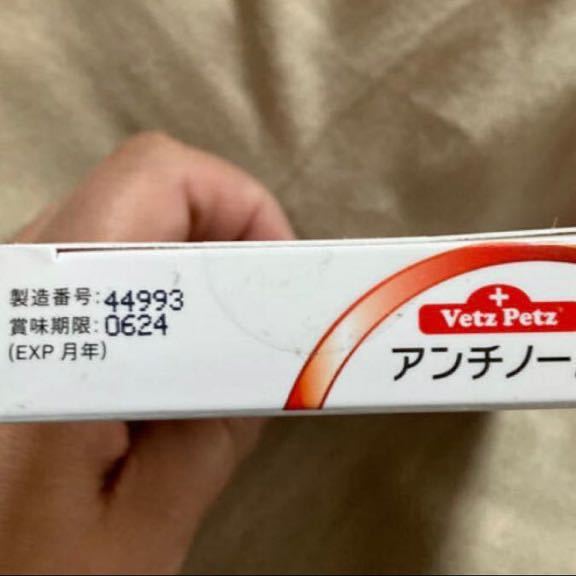 製造番号：44993
賞味期限：0624
(EXP 月年)
Vetz Petz®
アンチノー